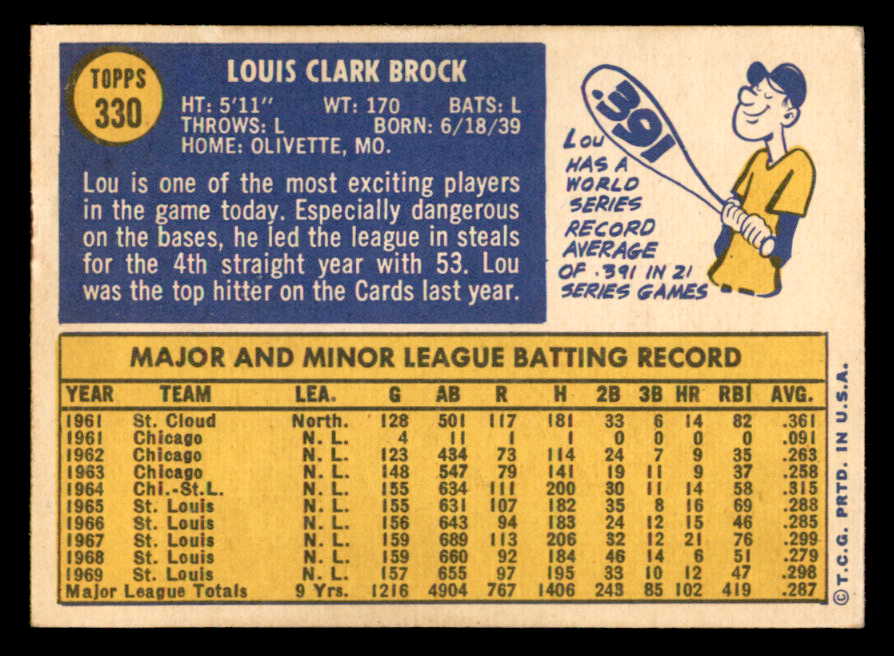 TOPPS
330
LOUIS CLARK BROCK
HT: 5'11" WT: 170 BATS: L
THROWS: L BORN: 6/18/39
HOME: OLIVETTE, MO.
Lou is one of the most exciting players
in the game today. Especially dangerous
on the bases, he led the league in steals
for the 4th straight year with 53. Lou
was the top hitter on the Cards last year.
.391
LOU
HAS A
WORLD
SERIES
RECORD
AVERAGE
OF .391 IN 21
SERIES GAMES
MAJOR AND MINOR LEAGUE BATTING RECORD
YEAR TEAM LEA. G AB R H 2B 3B HR RBI AVG.
1961 St. Cloud North. 128 501 117 181 33 6 14 82 .361
1961 Chicago N. L. 4 11 1 1 0 0 0 0 .091
1962 Chicago N. L. 123 434 73 114 24 7 9 35 .263
1963 Chicago N. L. 148 547 79 141 19 11 9 37 .258
1964 Chi.-St.L. N. L. 155 634 111 200 30 11 14 58 .315
1965 St. Louis N. L. 155 631 107 182 35 8 16 69 .288
1966 St. Louis N. L. 156 643 94 183 24 12 15 46 .285
1967 St. Louis N. L. 159 689 113 206 32 12 21 76 .299
1968 St. Louis N. L. 159 660 92 184 46 14 6 51 .279
1969 St. Louis N. L. 157 655 97 195 33 10 12 47 .298
Major League Totals 9 Yrs. 1216 4904 767 1406 243 85 102 419 .287
© T.C.G. PRTD. IN U.S.A.